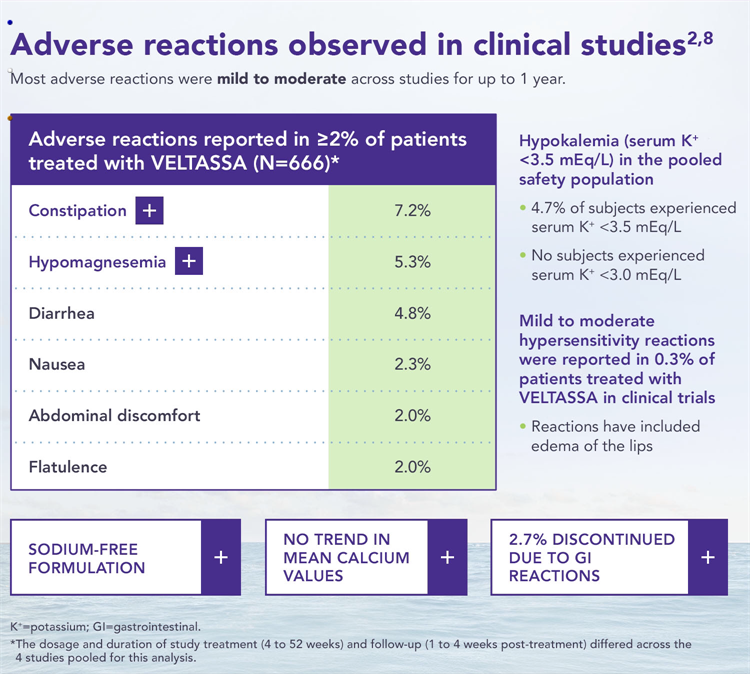 Adverse reactions observed in clinical studies2,8
Most adverse reactions were mild to moderate across studies for up to 1 year.
Adverse reactions reported in ≥2% of patients
treated with VELTASSA (N=666)*
Constipation + 7.2%
Hypomagnesemia + 5.3%
Diarrhea 4.8%
Nausea 2.3%
Abdominal discomfort 2.0%
Flatulence 2.0%
Hypokalemia (serum K+
<3.5 mEq/L) in the pooled
safety population
• 4.7% of subjects experienced
serum K+ <3.5 mEq/L
• No subjects experienced
serum K+ <3.0 mEq/L
Mild to moderate
hypersensitivity reactions
were reported in 0.3% of
patients treated with
VELTASSA in clinical trials
• Reactions have included
edema of the lips
SODIUM-FREE
FORMULATION
+
NO TREND IN
MEAN CALCIUM
VALUES
+
2.7% DISCONTINUED
DUE TO GI
REACTIONS
+
K+=potassium; GI=gastrointestinal.
*The dosage and duration of study treatment (4 to 52 weeks) and follow-up (1 to 4 weeks post-treatment) differed across the
4 studies pooled for this analysis.